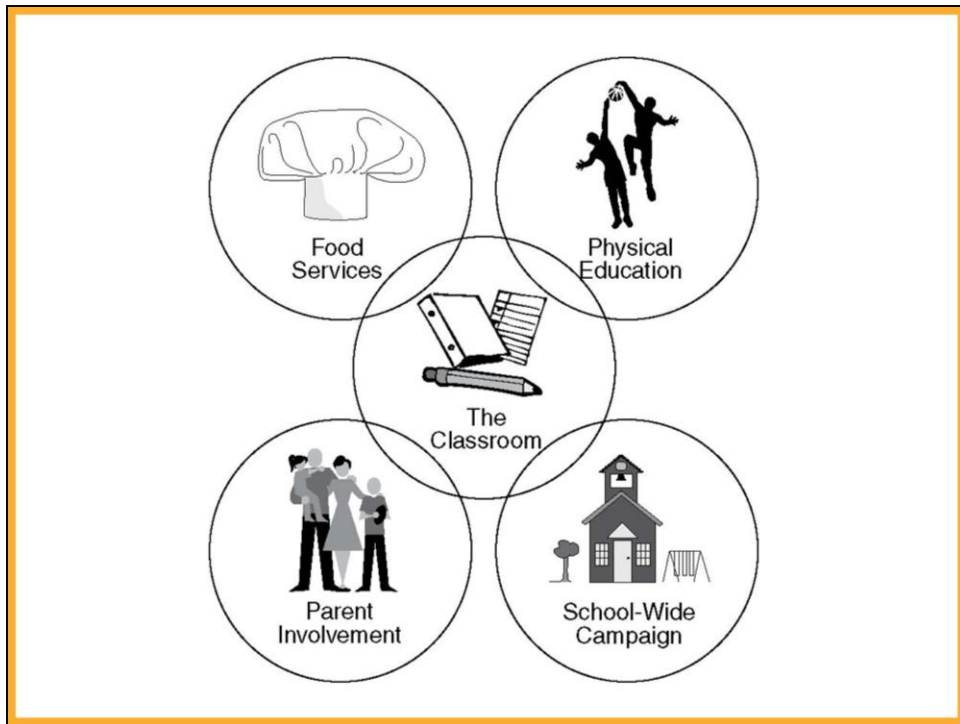 Food
Services
Physical
Education
The
Classroom
Parent
Involvement
School-Wide
Campaign